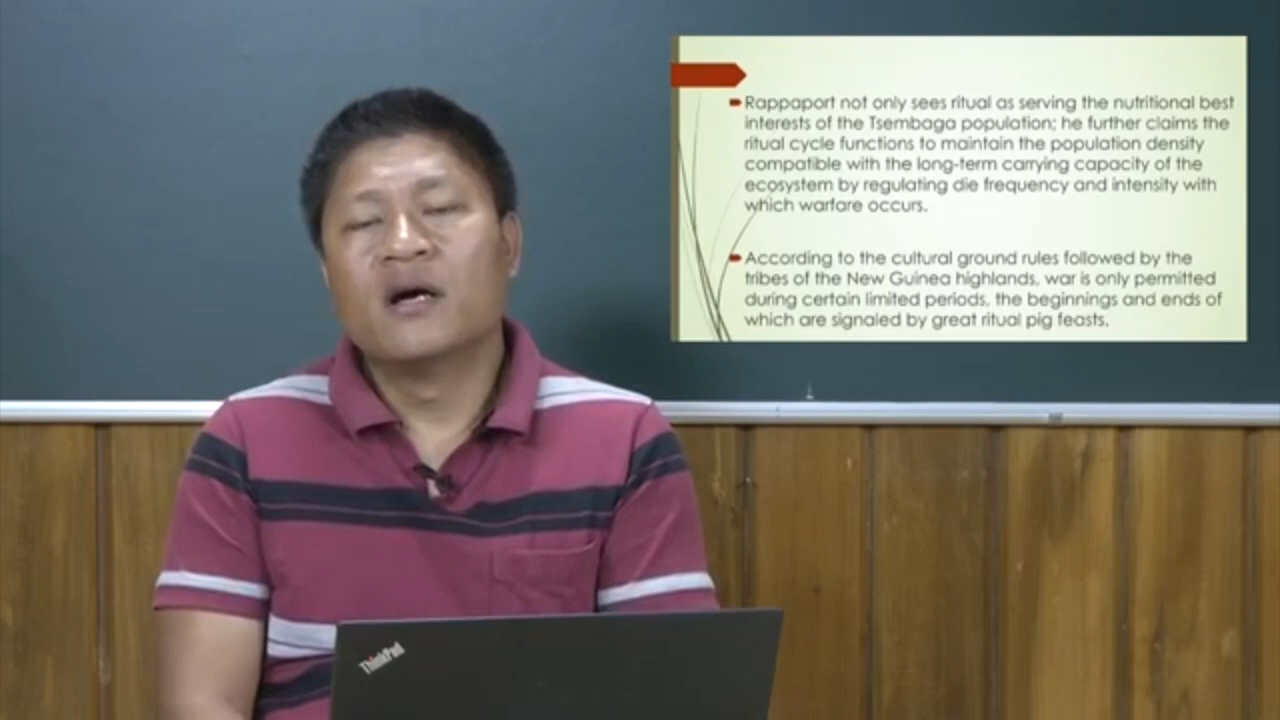 Rappaport not only sees ritual as serving the nutritional best
interests of the Tsembaga population; he further claims the
ritual cycle functions to maintain the population density
compatible with the long-term carrying capacity of the
ecosystem by regulating die frequency and intensity with
which warfare occurs.
According to the cultural ground rules followed by the
tribes of the New Guinea highlands, war is only permitted
during certain limited periods, the beginnings and ends of
which are signaled by great ritual pig feasts.
ThinkPad